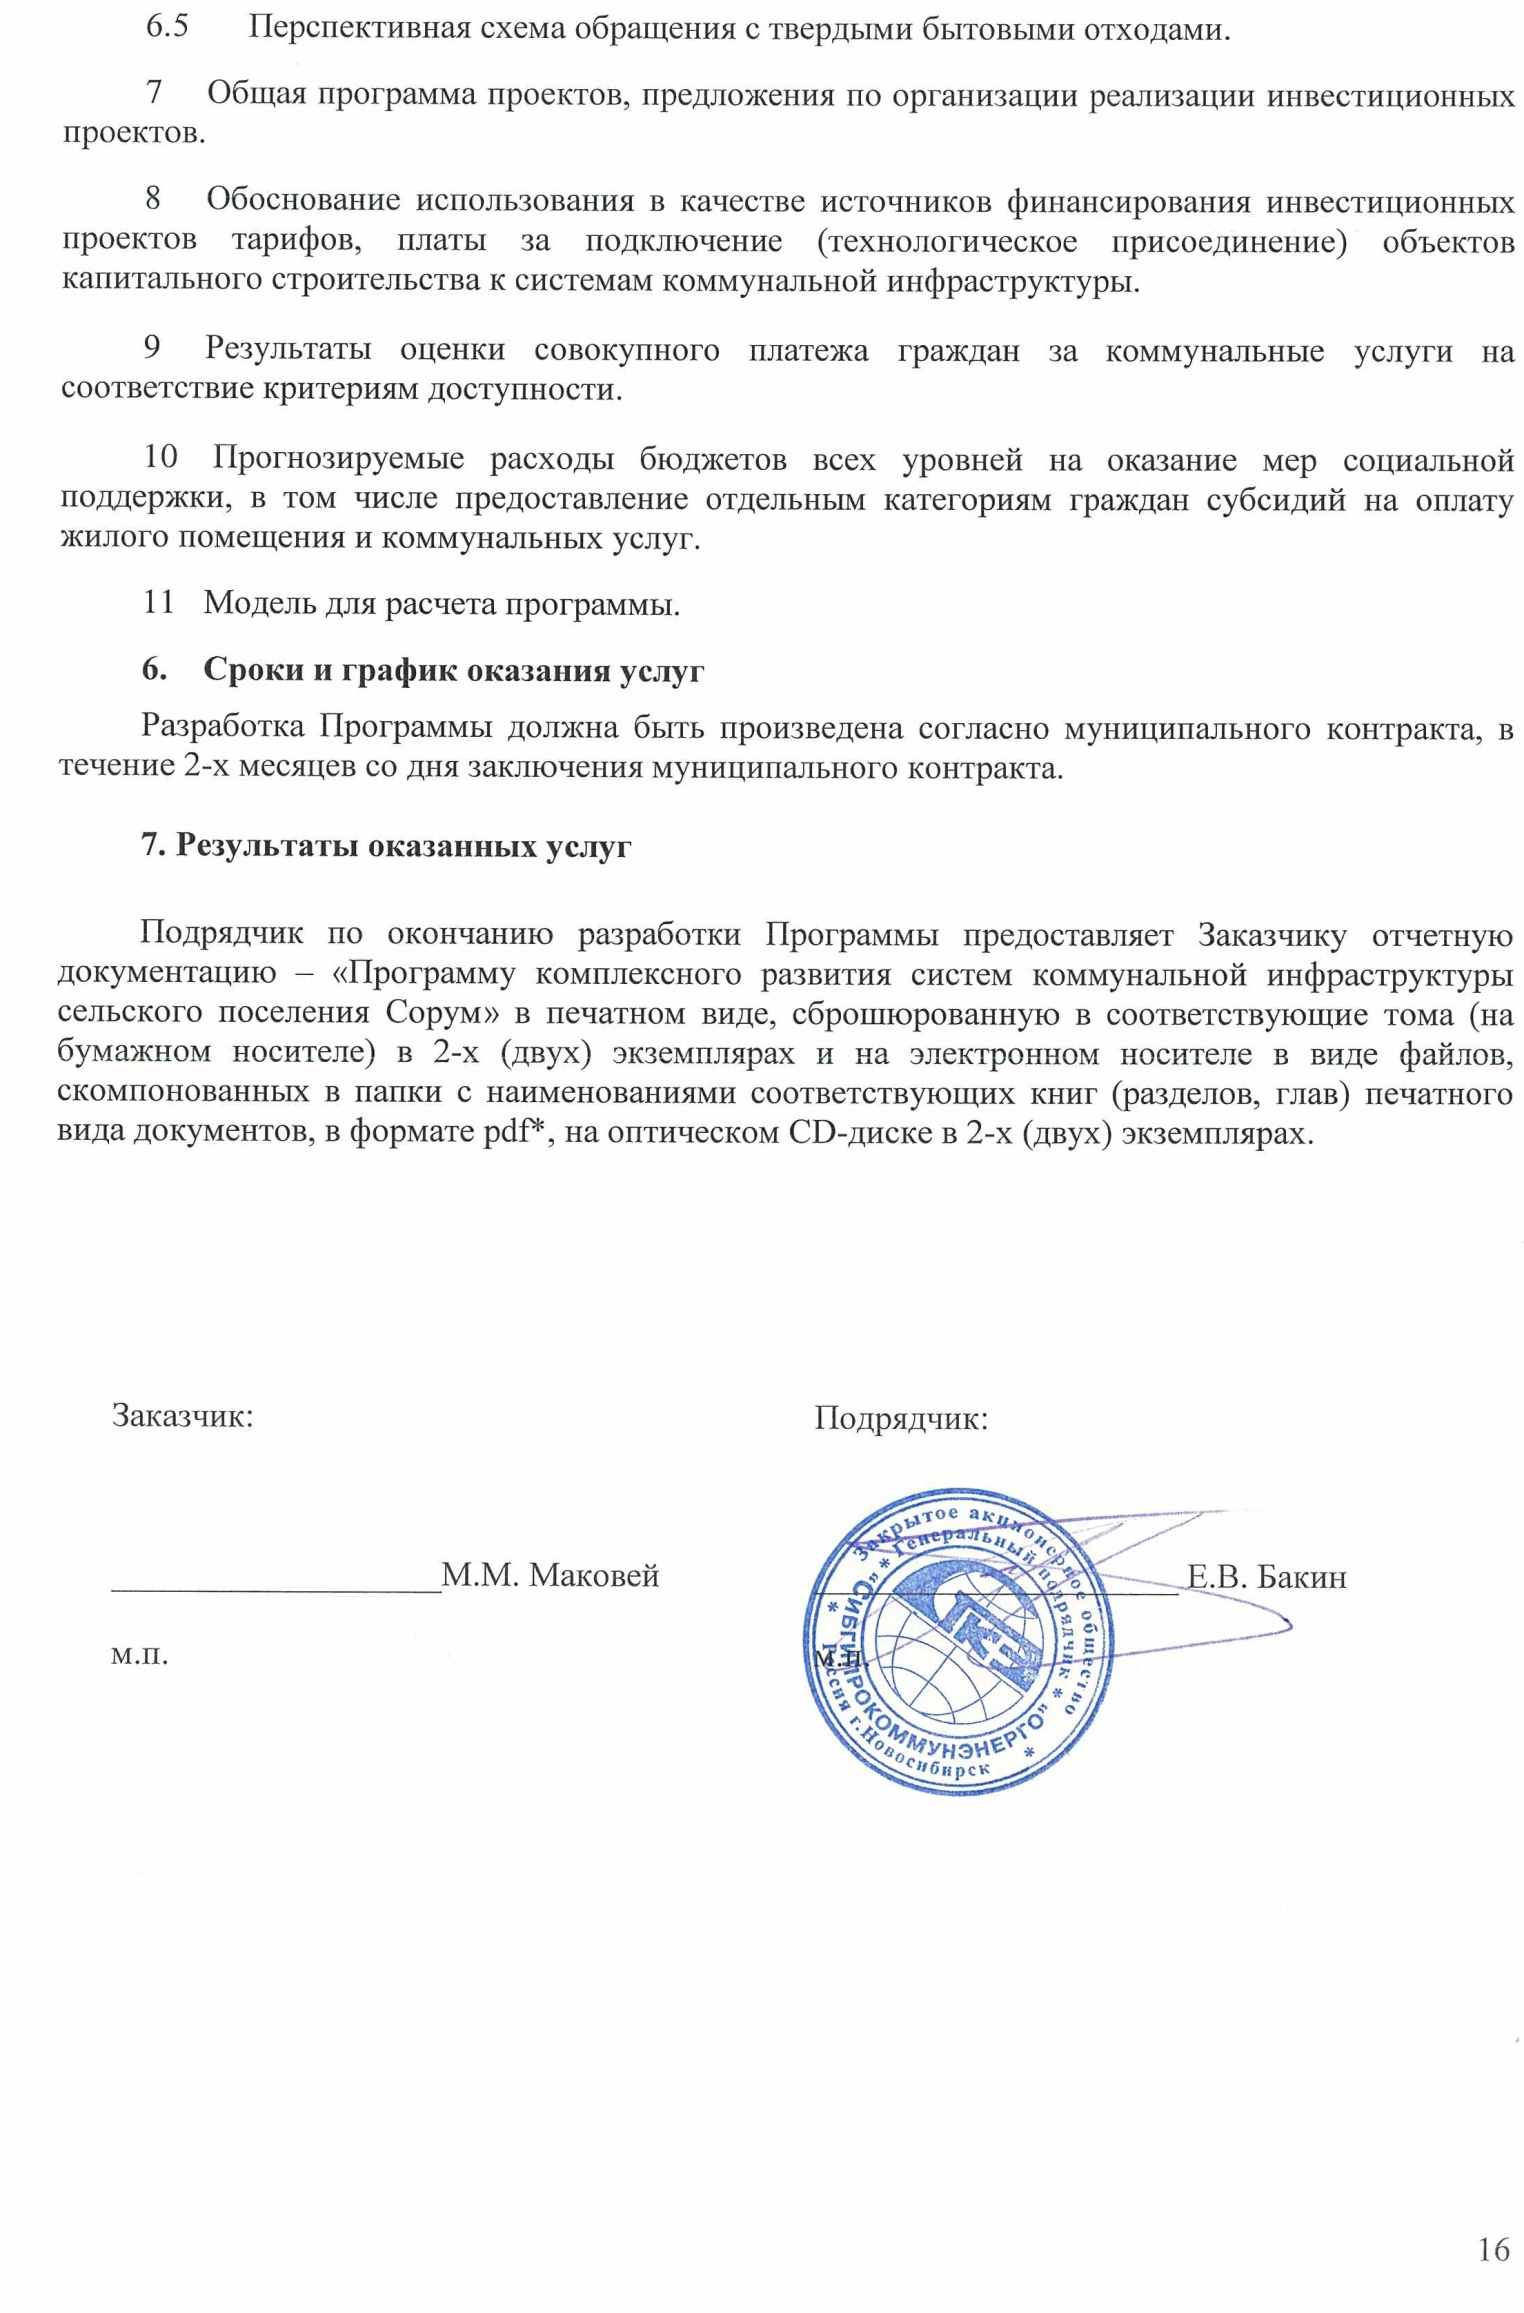 6.5 Перспективная схема обращения с твердыми бытовыми отходами.
7 Общая программа проектов, предложения по организации реализации инвестиционных
проектов.
8 Обоснование использования в качестве источников финансирования инвестиционных
проектов тарифов, платы за подключение (технологическое присоединение) объектов
капитального строительства к системам коммунальной инфраструктуры.
9 Результаты оценки совокупного платежа граждан за коммунальные услуги на
соответствие критериям доступности.
10 Прогнозируемые расходы бюджетов всех уровней на оказание мер социальной
поддержки, в том числе предоставление отдельным категориям граждан субсидий на оплату
жилого помещения и коммунальных услуг.
11 Модель для расчета программы.
6. Сроки и график оказания услуг
Разработка Программы должна быть произведена согласно муниципального контракта, в
течение 2-х месяцев со дня заключения муниципального контракта.
7. Результаты оказанных услуг
Подрядчик по окончанию разработки Программы предоставляет Заказчику отчетную
документацию – «Программу комплексного развития систем коммунальной инфраструктуры
сельского поселения Сорум» в печатном виде, сброшюрованную в соответствующие тома (на
бумажном носителе) в 2-х (двух) экземплярах и на электронном носителе в виде файлов,
скомпонованных в папки с наименованиями соответствующих книг (разделов, глав) печатного
вида документов, в формате pdf*, на оптическом CD-диске в 2-х (двух) экземплярах.
Заказчик:
Подрядчик:
____________________М.М. Маковей
______________________ Е.В. Бакин
м.п.
м.п.
Закрытое акционерное общество
* Россия г.Новосибирск *
* Генеральный подрядчик *
"СИБГИПРОКОММУНЭНЕРГО"
СГКЭ
16